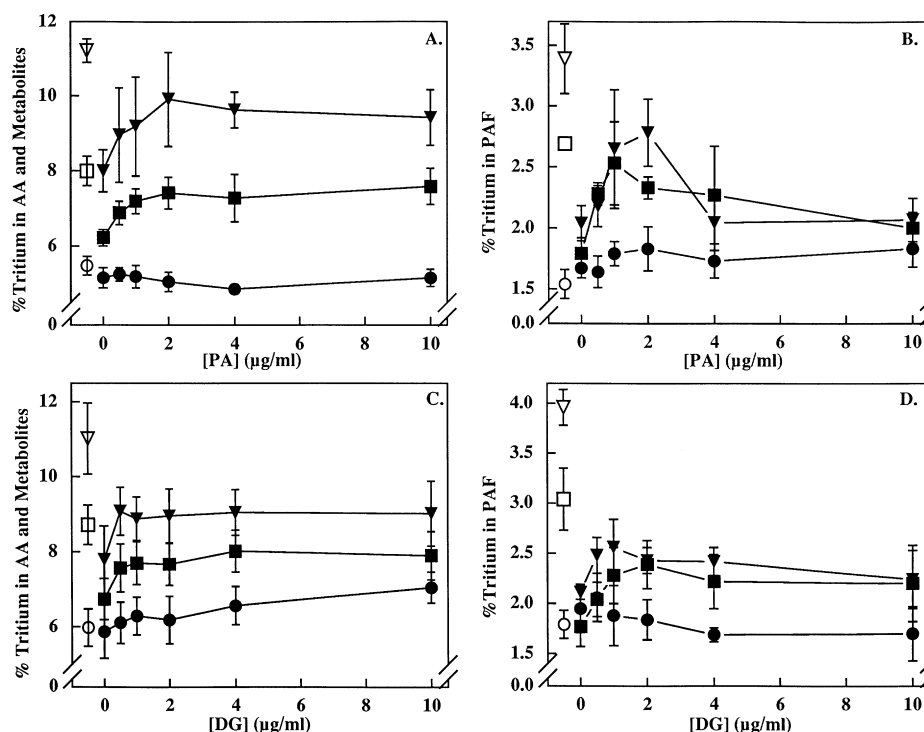 A.
% Tritium in AA and Metabolites
12
10
8
6
0
0 2 4 6 8 10
[PA] (µg/ml)
B.
%Tritium in PAF
3.5
3.0
2.5
2.0
1.5
0.0
0 2 4 6 8 10
[PA] (µg/ml)
C.
% Tritium in AA and Metabolites
12
10
8
6
0
0 2 4 6 8 10
[DG] (µg/ml)
D.
%Tritium in PAF
4.0
3.5
3.0
2.5
2.0
1.5
0.0
0 2 4 6 8 10
[DG] (µg/ml)